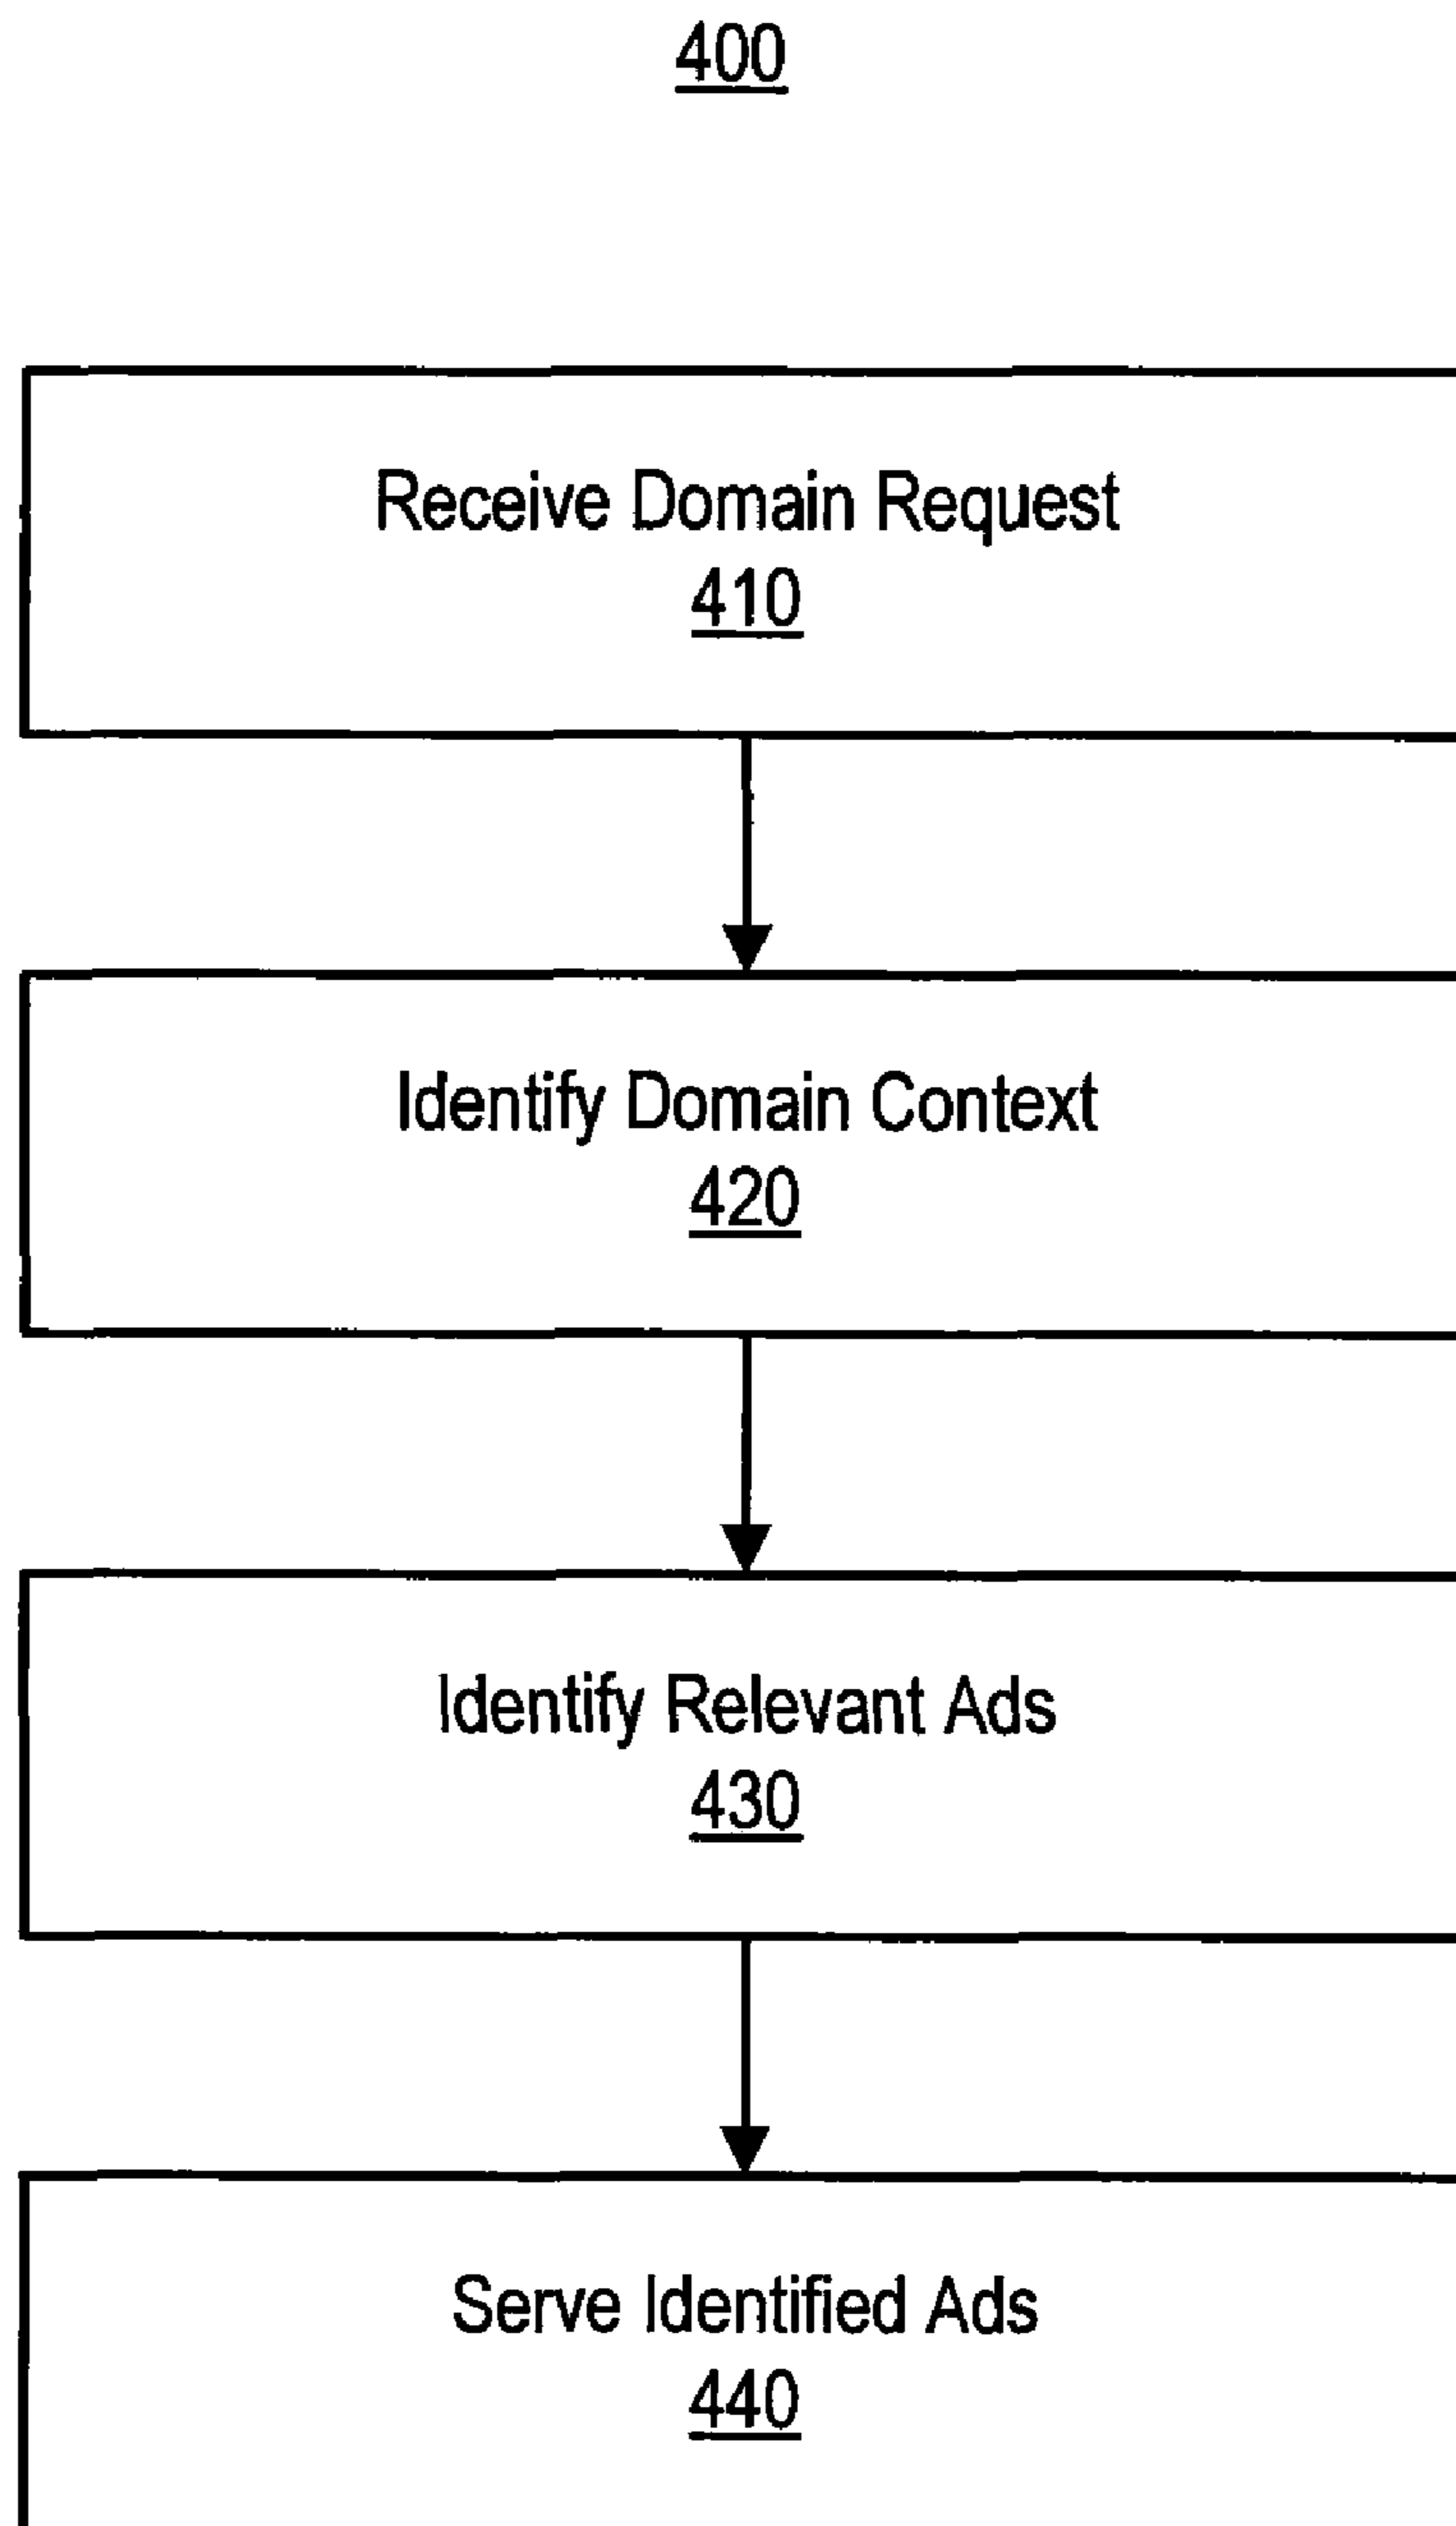 400
Receive Domain Request
410
Identify Domain Context
420
Identify Relevant Ads
430
Serve Identified Ads
440